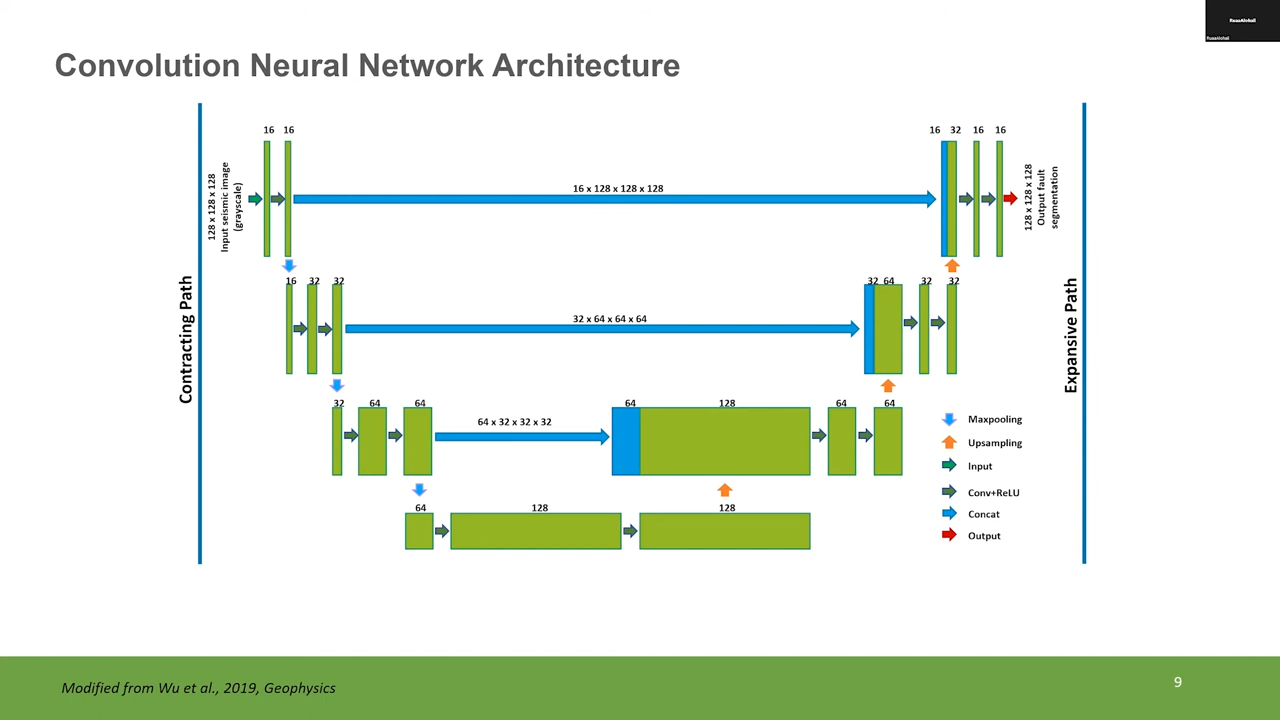 RuaaAlohali
RuaaAlohali
Convolution Neural Network Architecture
Contracting Path
128 x 128 x 128
Input seismic image
(grayscale)
16 16
16 x 128 x 128 x 128
16 32 16 16
128 x 128 x 128
Output fault
segmentation
Expansive Path
16 32 32
32 x 64 x 64 x 64
32 64 32 32
32 64 64
64 x 32 x 32 x 32
64 128 64 64
64 128 128
Maxpooling
Upsampling
Input
Conv+ReLU
Concat
Output
Modified from Wu et al., 2019, Geophysics
9